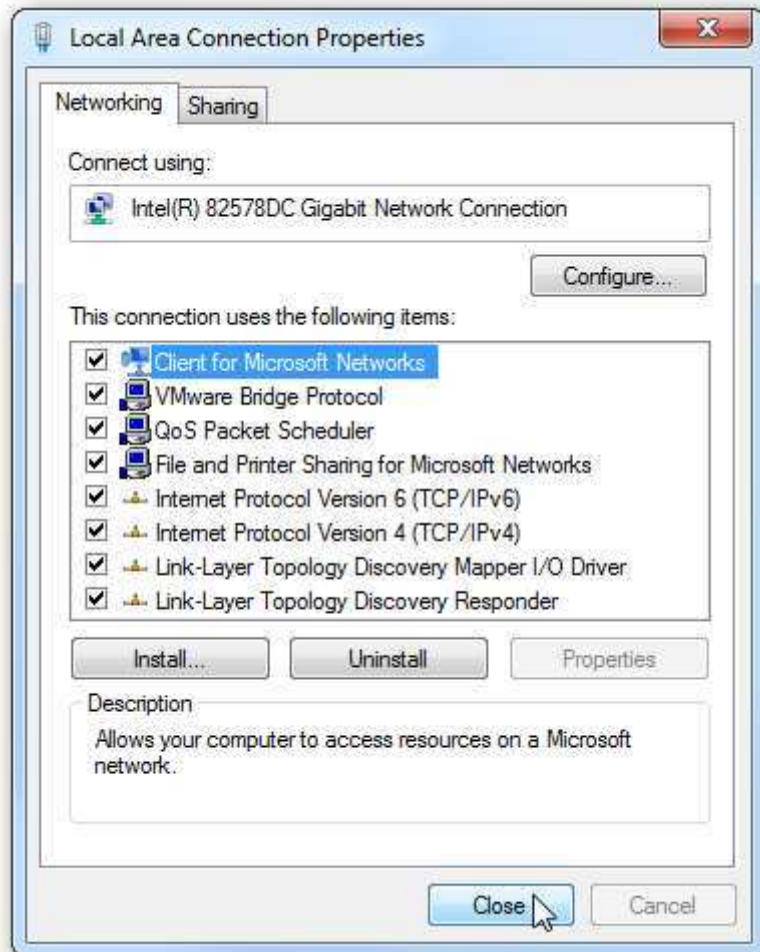 Local Area Connection Properties
Networking
Sharing
Connect using:
Intel(R) 82578DC Gigabit Network Connection
Configure...
This connection uses the following items:
Client for Microsoft Networks
VMware Bridge Protocol
QoS Packet Scheduler
File and Printer Sharing for Microsoft Networks
Internet Protocol Version 6 (TCP/IPv6)
Internet Protocol Version 4 (TCP/IPv4)
Link-Layer Topology Discovery Mapper I/O Driver
Link-Layer Topology Discovery Responder
Install...
Uninstall
Properties
Description
Allows your computer to access resources on a Microsoft
network.
Close
Cancel